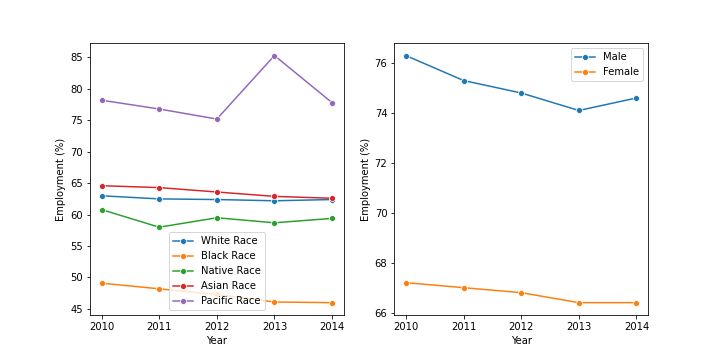 85
80
75
70
65
60
55
50
45
Employment (%)
2010 2011 2012 2013 2014
Year
White Race
Black Race
Native Race
Asian Race
Pacific Race
76
74
72
70
68
66
Employment (%)
2010 2011 2012 2013 2014
Year
Male
Female